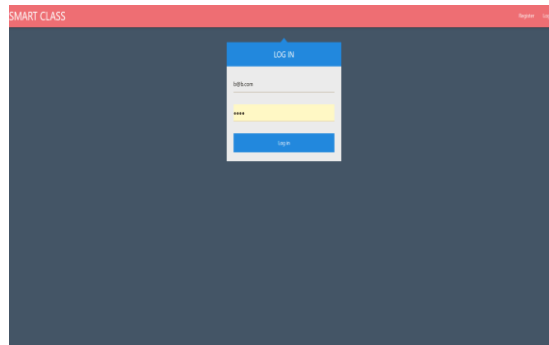 SMART CLASS
Register
LOG IN
b@b.com
••••
Log in